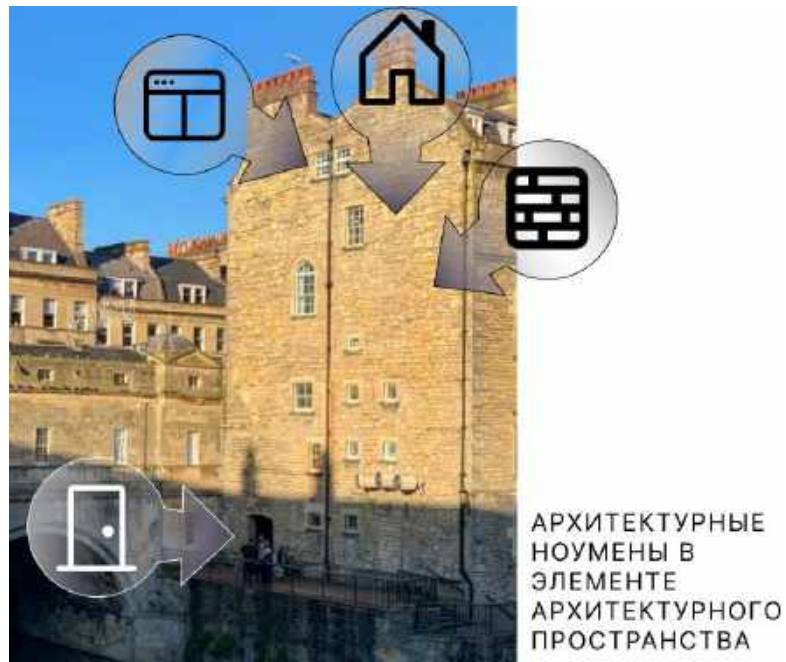 АРХИТЕКТУРНЫЕ
НОУМЕНЫ В
ЭЛЕМЕНТЕ
АРХИТЕКТУРНОГО
ПРОСТРАНСТВА